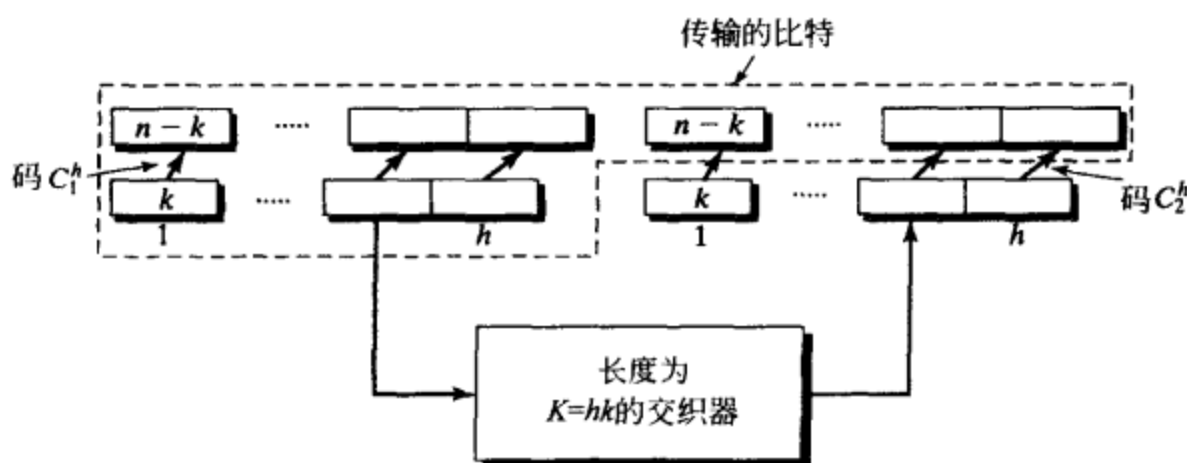 传输的比特
n − k ..... n − k .....
码 C₁ʰ
k ..... k .....
码 C₂ʰ
1 h 1 h
长度为
K=hk的交织器